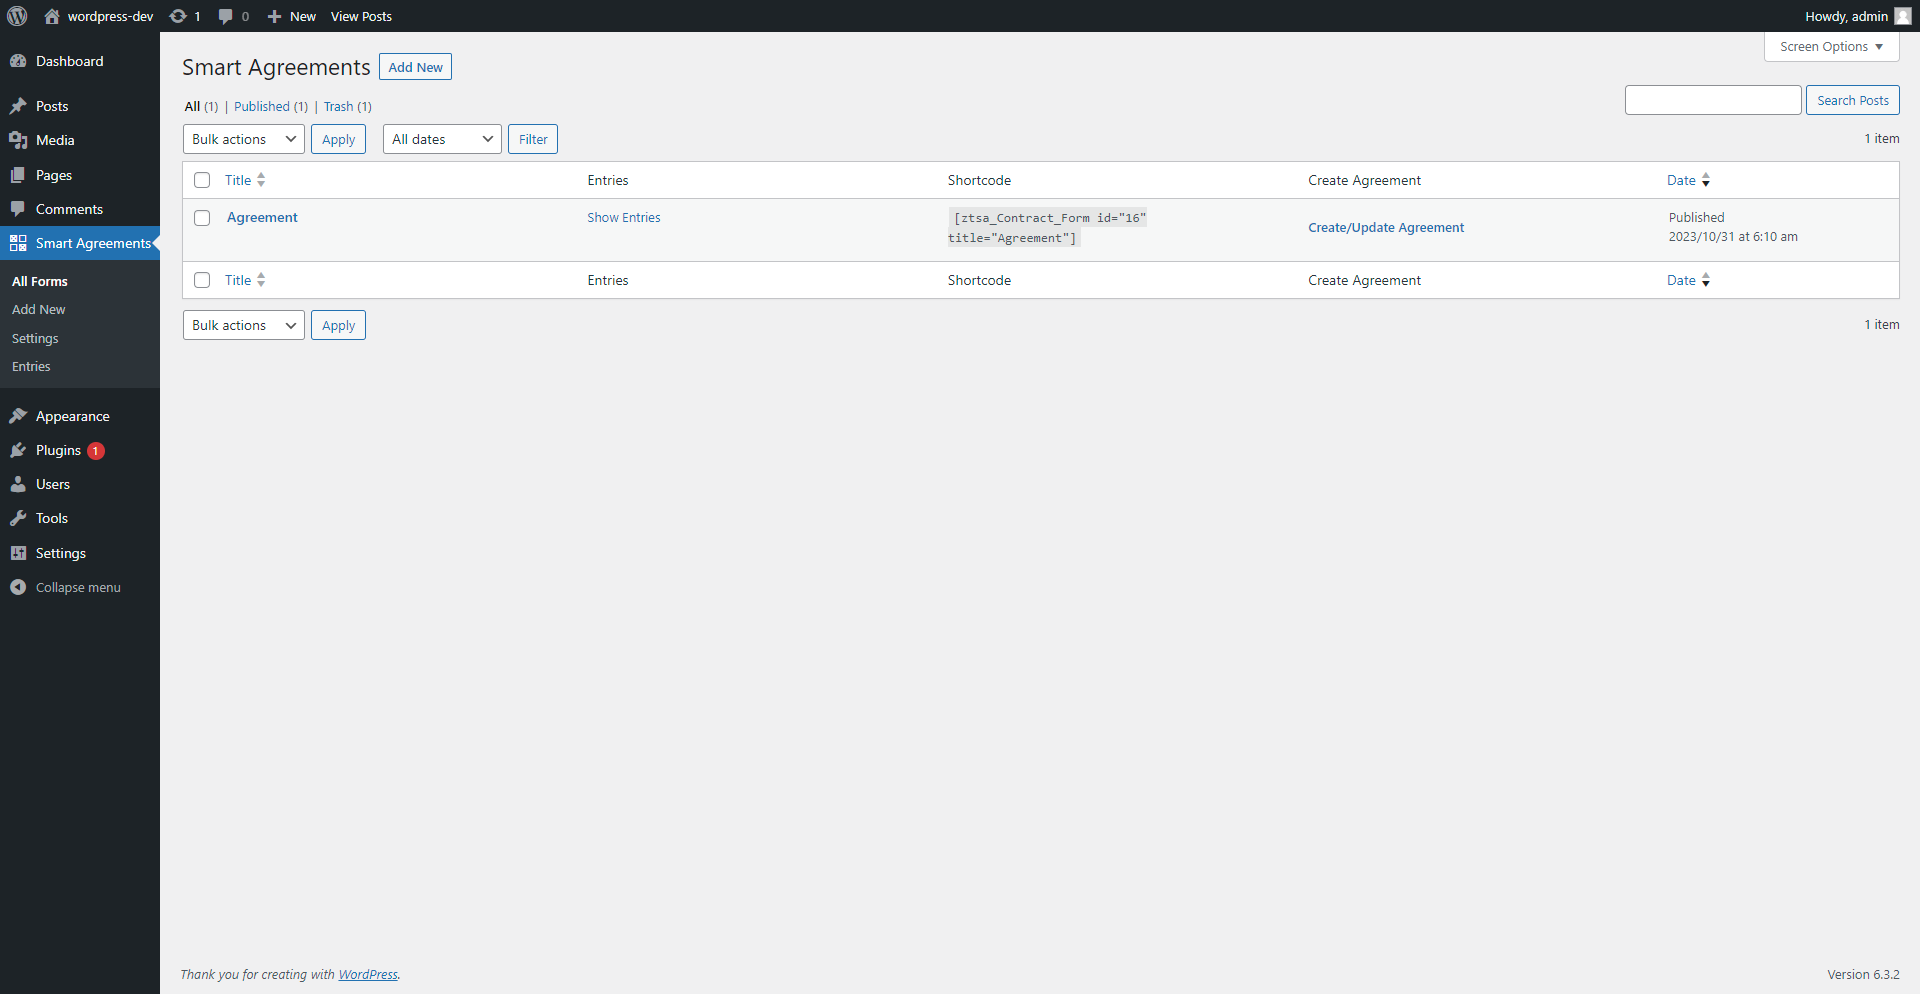 wordpress-dev 1 0 New View Posts Howdy, admin
Screen Options
Dashboard
Posts
Media
Pages
Comments
Smart Agreements
All Forms
Add New
Settings
Entries
Appearance
Plugins 1
Users
Tools
Settings
Collapse menu
Smart Agreements Add New
All (1) | Published (1) | Trash (1)
Search Posts
Bulk actions Apply All dates Filter 1 item
Title Entries Shortcode Create Agreement Date
Agreement Show Entries [ztsa_Contract_Form id="16" Create/Update Agreement Published
title="Agreement"] 2023/10/31 at 6:10 am
Title Entries Shortcode Create Agreement Date
Bulk actions Apply 1 item
Thank you for creating with WordPress. Version 6.3.2